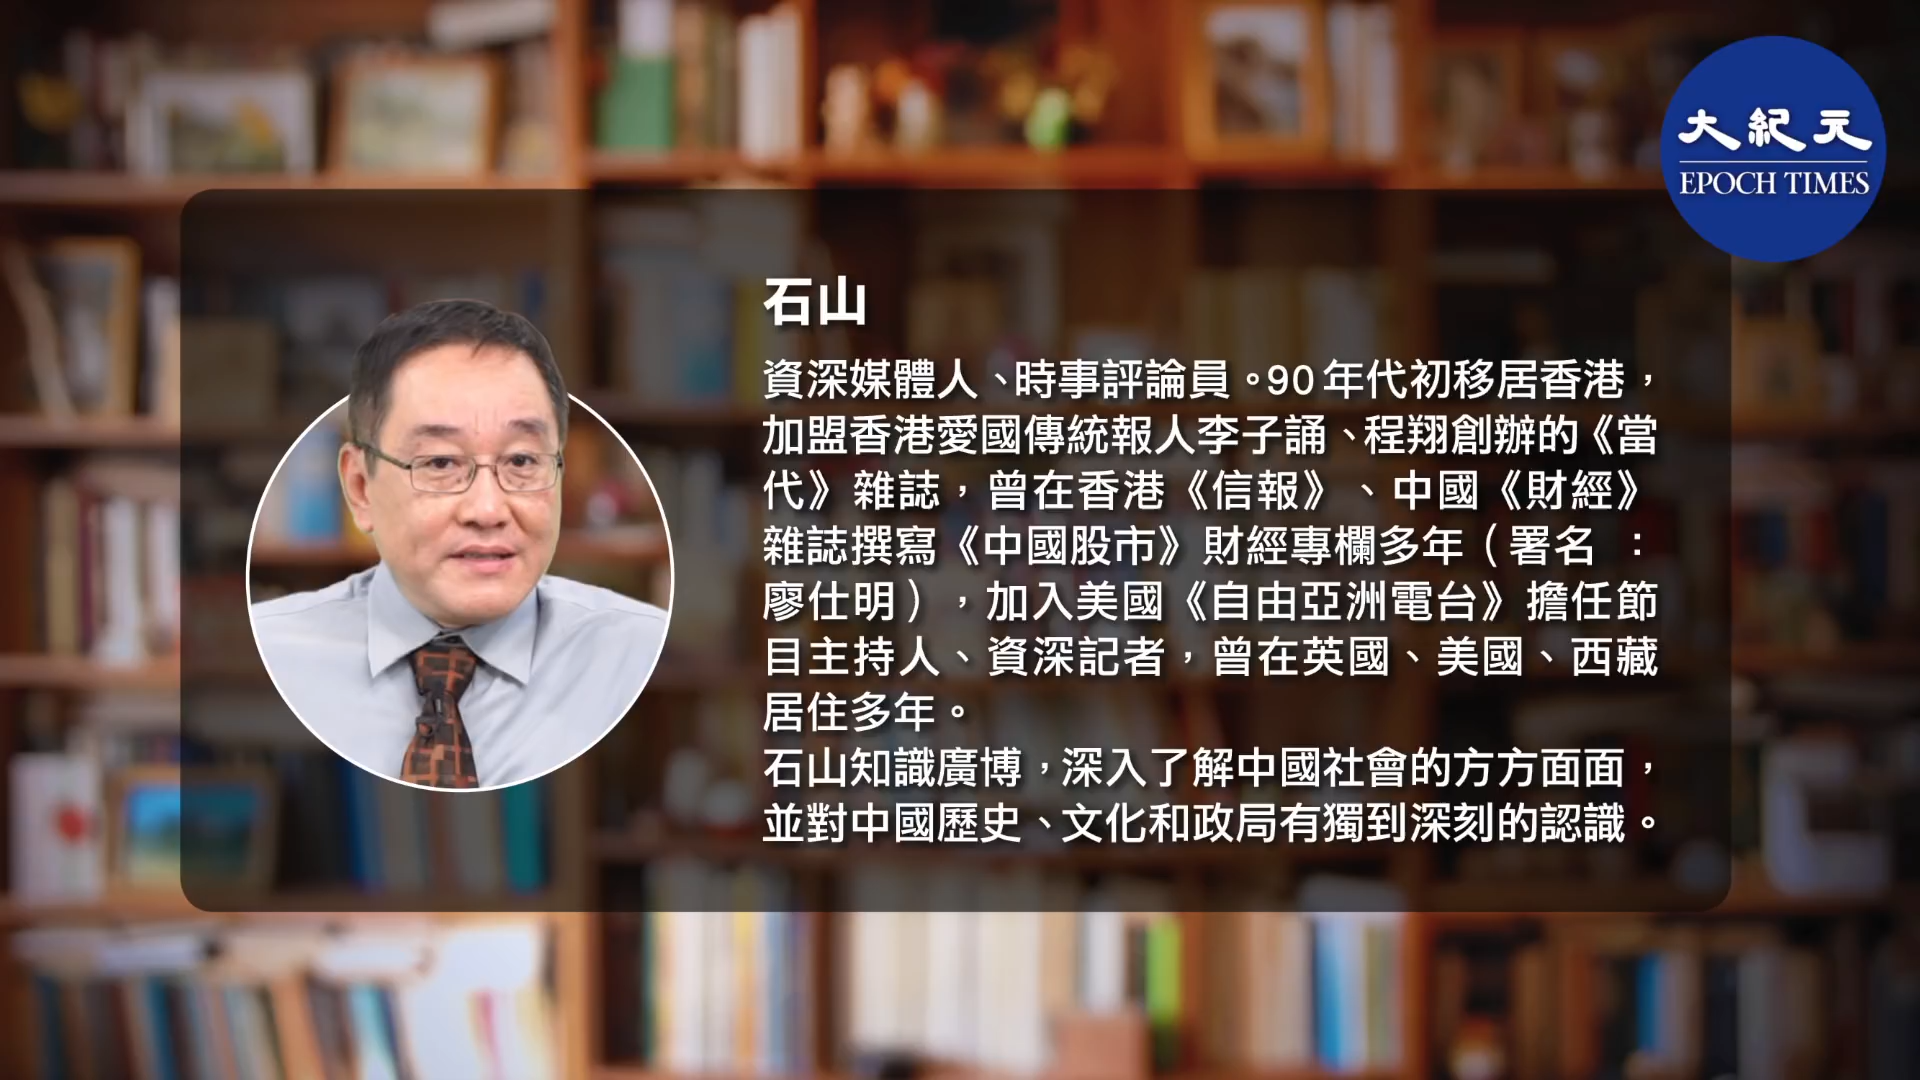 大紀元
EPOCH TIMES
石山
資深媒體人、時事評論員。90年代初移居香港，
加盟香港愛國傳統報人李子誦、程翔創辦的《當
代》雜誌，曾在香港《信報》、中國《財經》
雜誌撰寫《中國股市》財經專欄多年（署名 ：
廖仕明），加入美國《自由亞洲電台》擔任節
目主持人、資深記者，曾在英國、美國、西藏
居住多年。
石山知識廣博，深入了解中國社會的方方面面，
並對中國歷史、文化和政局有獨到深刻的認識。